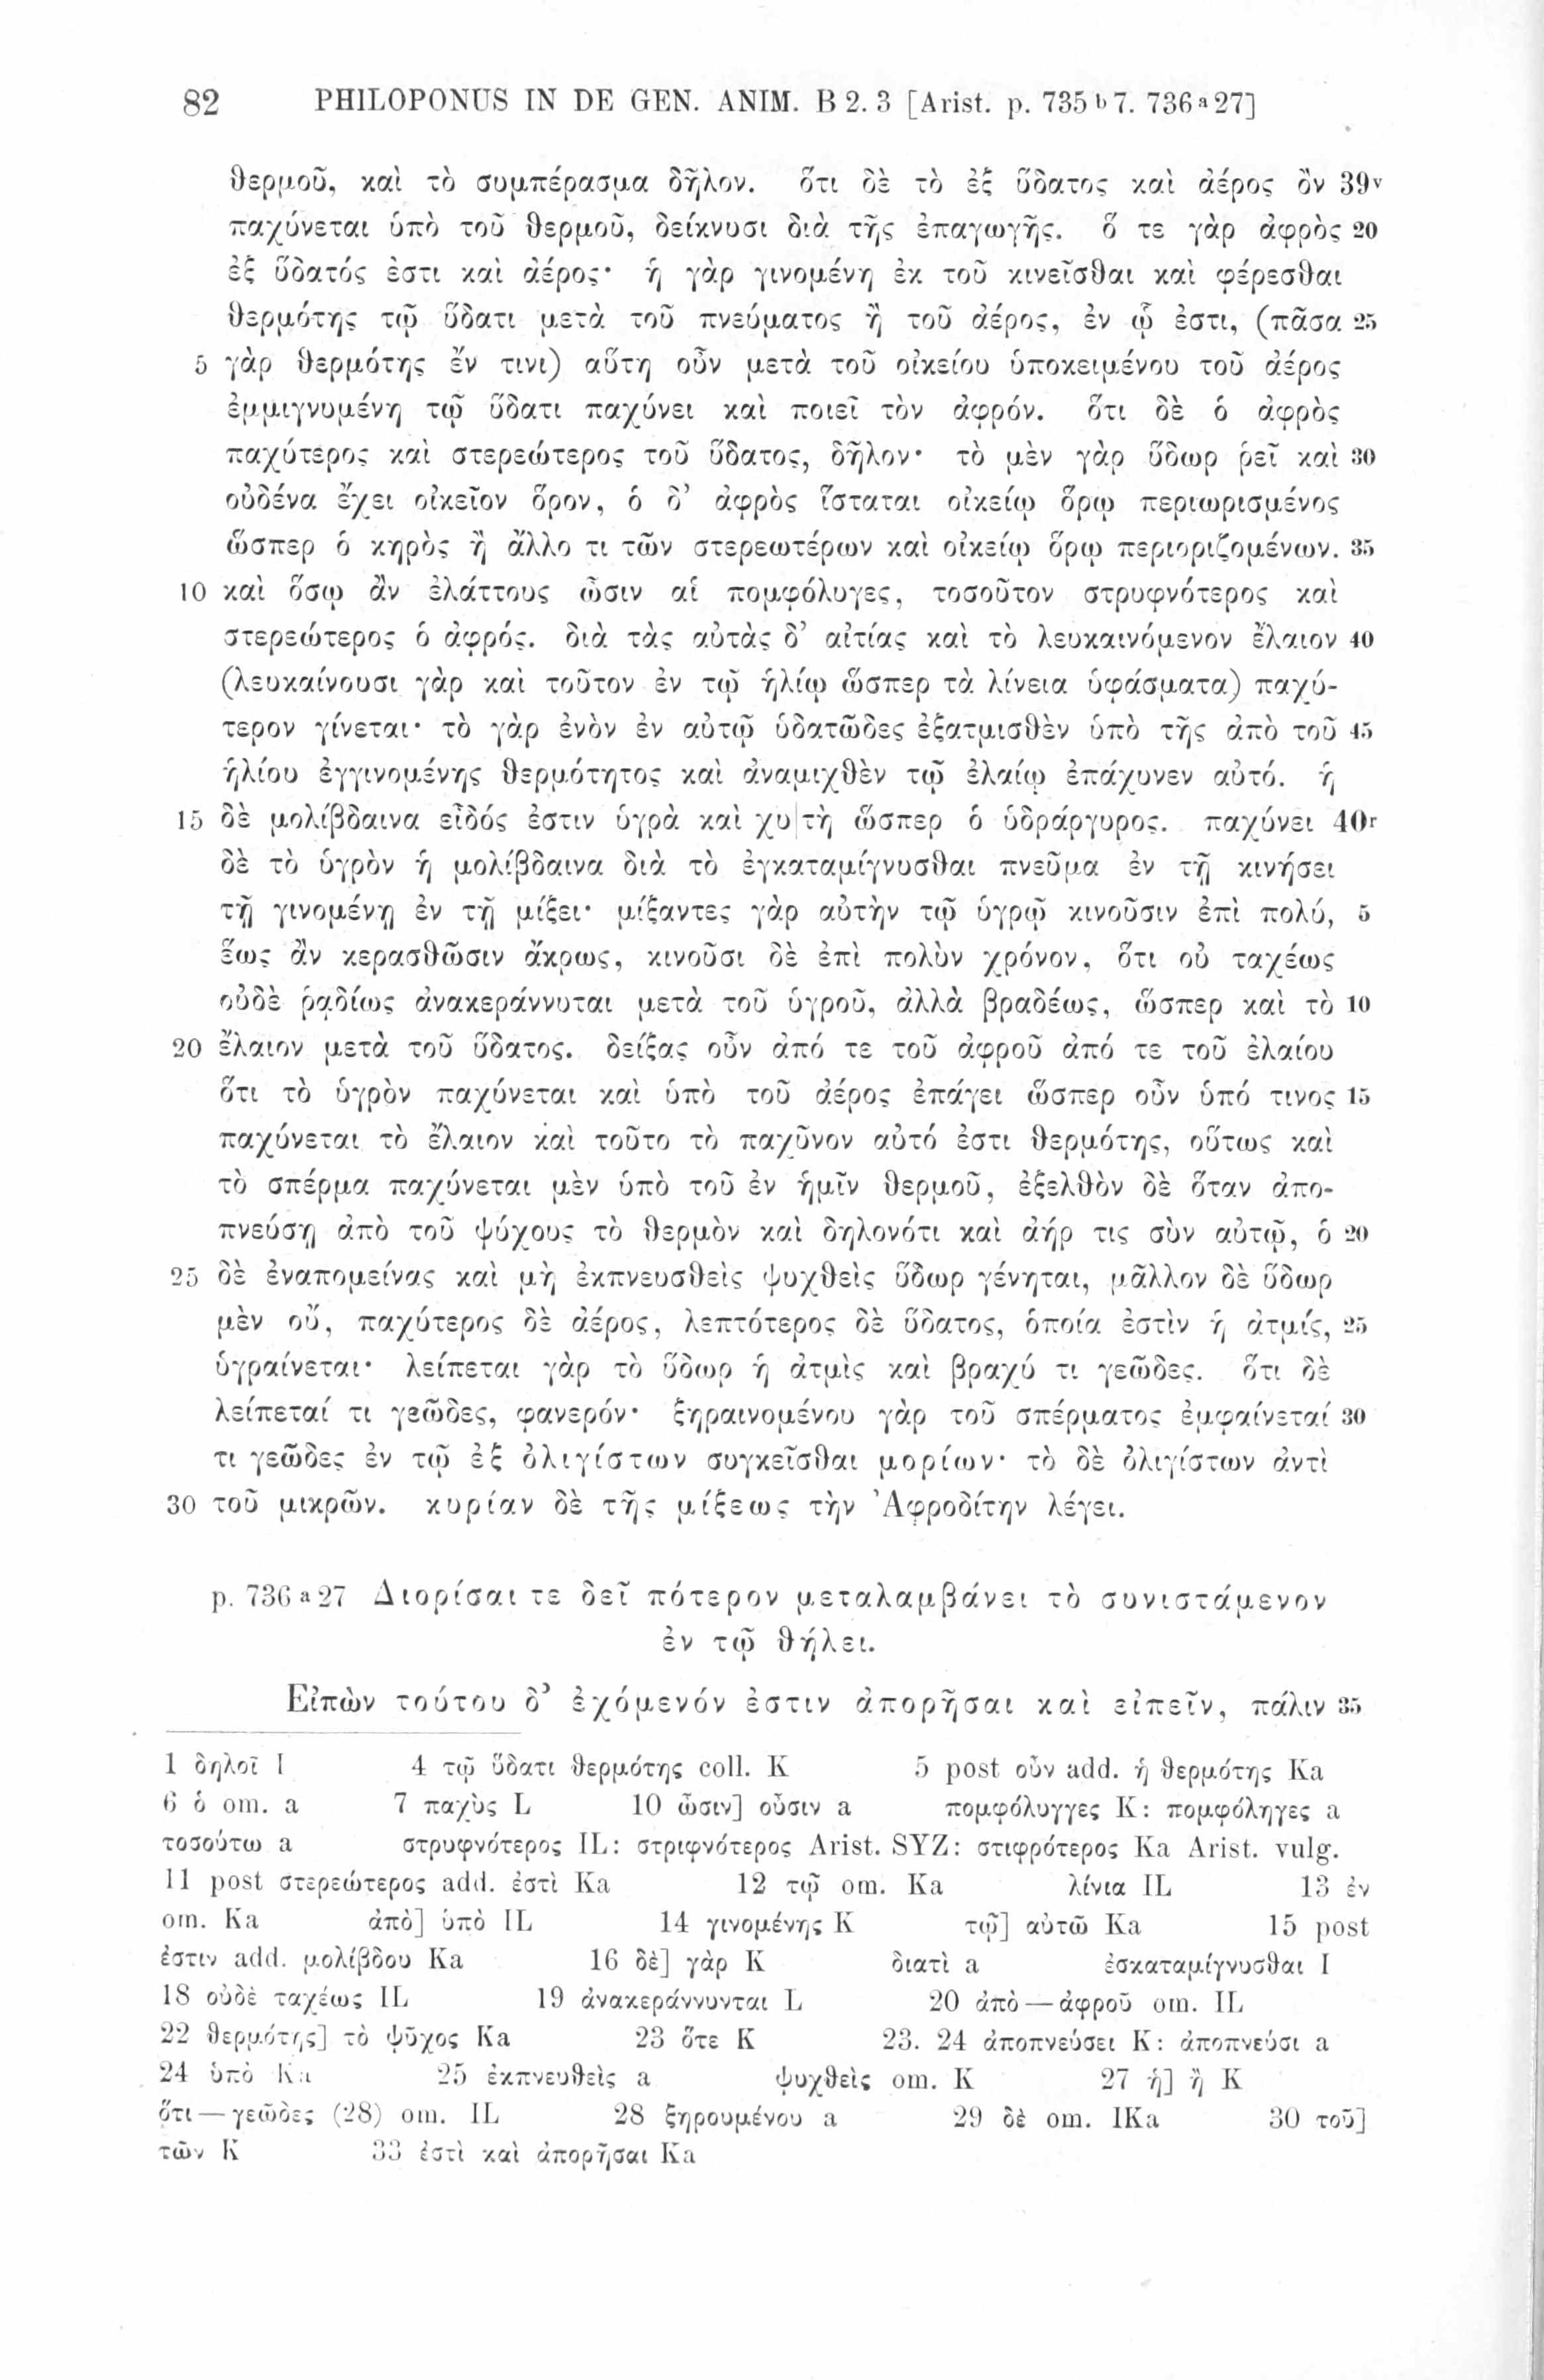 82 PHILOPONUS IN DE GEN. ANIM. B 2. 3 [Arist. p. 735 b 7. 736 a 27]
θερμοῦ, καὶ τὸ συμπέρασμα δῆλον. ὅτι δὲ τὸ ἐξ ὕδατος καὶ ἀέρος ὂν 39v
παχύνεται ὑπὸ τοῦ θερμοῦ, δείκνυσι διὰ τῆς ἐπαγωγῆς. ὅ τε γὰρ ἀφρὸς 20
ἐξ ὕδατός ἐστι καὶ ἀέρος· ἡ γὰρ γινομένη ἐκ τοῦ κινεῖσθαι καὶ φέρεσθαι
θερμότης τῷ ὕδατι μετὰ τοῦ πνεύματος ἢ τοῦ ἀέρος, ἐν ᾧ ἐστι, (πᾶσα 25
5 γὰρ θερμότης ἔν τινι) αὕτη οὖν μετὰ τοῦ οἰκείου ὑποκειμένου τοῦ ἀέρος
ἐμμιγνυμένη τῷ ὕδατι παχύνει καὶ ποιεῖ τὸν ἀφρόν. ὅτι δὲ ὁ ἀφρὸς
παχύτερος καὶ στερεώτερος τοῦ ὕδατος, δῆλον· τὸ μὲν γὰρ ὕδωρ ῥεῖ καὶ 30
οὐδένα ἔχει οἰκεῖον ὅρον, ὁ δ’ ἀφρὸς ἵσταται οἰκείῳ ὅρῳ περιωρισμένος
ὥσπερ ὁ κηρὸς ἢ ἄλλο τι τῶν στερεωτέρων καὶ οἰκείῳ ὅρῳ περιοριζομένων. 35
10 καὶ ὅσῳ ἂν ἐλάττους ὦσιν αἱ πομφόλυγες, τοσοῦτον στρυφνότερος καὶ
στερεώτερος ὁ ἀφρός. διὰ τὰς αὐτὰς δ’ αἰτίας καὶ τὸ λευκαινόμενον ἔλαιον 40
(λευκαίνουσι γὰρ καὶ τοῦτον ἐν τῷ ἡλίῳ ὥσπερ τὰ λίνεια ὑφάσματα) παχύ-
τερον γίνεται· τὸ γὰρ ἐνὸν ἐν αὐτῷ ὑδατῶδες ἐξατμισθὲν ὑπὸ τῆς ἀπὸ τοῦ 45
ἡλίου ἐγγινομένης θερμότητος καὶ ἀναμιχθὲν τῷ ἐλαίῳ ἐπάχυνεν αὐτό. ἡ
15 δὲ μολίβδαινα εἶδός ἐστιν ὑγρὰ καὶ χυ|τὴ ὥσπερ ὁ ὑδράργυρος. παχύνει 40r
δὲ τὸ ὑγρὸν ἡ μολίβδαινα διὰ τὸ ἐγκαταμίγνυσθαι πνεῦμα ἐν τῇ κινήσει
τῇ γινομένῃ ἐν τῇ μίξει· μίξαντες γὰρ αὐτὴν τῷ ὑγρῷ κινοῦσιν ἐπὶ πολύ, 5
ἕως ἂν κερασθῶσιν ἄκρως, κινοῦσι δὲ ἐπὶ πολὺν χρόνον, ὅτι οὐ ταχέως
οὐδὲ ῥᾳδίως ἀνακεράννυται μετὰ τοῦ ὑγροῦ, ἀλλὰ βραδέως, ὥσπερ καὶ τὸ 10
20 ἔλαιον μετὰ τοῦ ὕδατος. δείξας οὖν ἀπό τε τοῦ ἀφροῦ ἀπό τε τοῦ ἐλαίου
ὅτι τὸ ὑγρὸν παχύνεται καὶ ὑπὸ τοῦ ἀέρος ἐπάγει ὥσπερ οὖν ὑπό τινος 15
παχύνεται τὸ ἔλαιον καὶ τοῦτο τὸ παχῦνον αὐτό ἐστι θερμότης, οὕτως καὶ
τὸ σπέρμα παχύνεται μὲν ὑπὸ τοῦ ἐν ἡμῖν θερμοῦ, ἐξελθὸν δὲ ὅταν ἀπο-
πνεύσῃ ἀπὸ τοῦ ψύχους τὸ θερμὸν καὶ δηλονότι καὶ ἀήρ τις σὺν αὐτῷ, ὁ 20
25 δὲ ἐναπομείνας καὶ μὴ ἐκπνευσθεὶς ψυχθεὶς ὕδωρ γένηται, μᾶλλον δὲ ὕδωρ
μὲν οὔ, παχύτερος δὲ ἀέρος, λεπτότερος δὲ ὕδατος, ὁποία ἐστὶν ἡ ἀτμίς, 25
ὑγραίνεται· λείπεται γὰρ τὸ ὕδωρ ἡ ἀτμὶς καὶ βραχύ τι γεῶδες. ὅτι δὲ
λείπεταί τι γεῶδες, φανερόν· ξηραινομένου γὰρ τοῦ σπέρματος ἐμφαίνεταί 30
τι γεῶδες ἐν τῷ ἐξ ὀλιγίστων συγκεῖσθαι μορίων· τὸ δὲ ὀλιγίστων ἀντὶ
30 τοῦ μικρῶν. κυρίαν δὲ τῆς μίξεως τὴν Ἀφροδίτην λέγει.
p. 736 a 27 Διορίσαι τε δεῖ πότερον μεταλαμβάνει τὸ συνιστάμενον
ἐν τῷ θήλει.
Εἰπὼν τούτου δ’ ἐχόμενόν ἐστιν ἀπορῆσαι καὶ εἰπεῖν, πάλιν 35
1 δηλοῖ I 4 τῷ ὕδατι θερμότης coll. K 5 post οὖν add. ἡ θερμότης Ka
6 ὁ om. a 7 παχὺς L 10 ὦσιν] οὖσιν a πομφόλυγγες K: πομφόληγες a
τοσούτω a στρυφνότερος IL: στριφνότερος Arist. SYZ: στιφρότερος Ka Arist. vulg.
11 post στερεώτερος add. ἐστὶ Ka 12 τῷ om. Ka λίνια IL 13 ἐν
om. Ka ἀπὸ] ὑπὸ IL 14 γινομένης K τῷ] αὐτῶ Ka 15 post
ἐστιν add. μολίβδου Ka 16 δὲ] γὰρ K διατὶ a ἐσκαταμίγνυσθαι I
18 οὐδὲ ταχέως IL 19 ἀνακεράννυνται L 20 ἀπὸ — ἀφροῦ om. IL
22 θερμότης] τὸ ψῦχος Ka 23 ὅτε K 23. 24 ἀποπνεύσει K: ἀποπνεύσι a
24 ὑπὸ Ka 25 ἐκπνευθεὶς a ψυχθεὶς om. K 27 ἡ] ἢ K
ὅτι — γεῶδες (28) om. IL 28 ξηρουμένου a 29 δὲ om. IKa 30 τοῦ]
τῶν K 33 ἐστὶ καὶ ἀπορῆσαι Ka